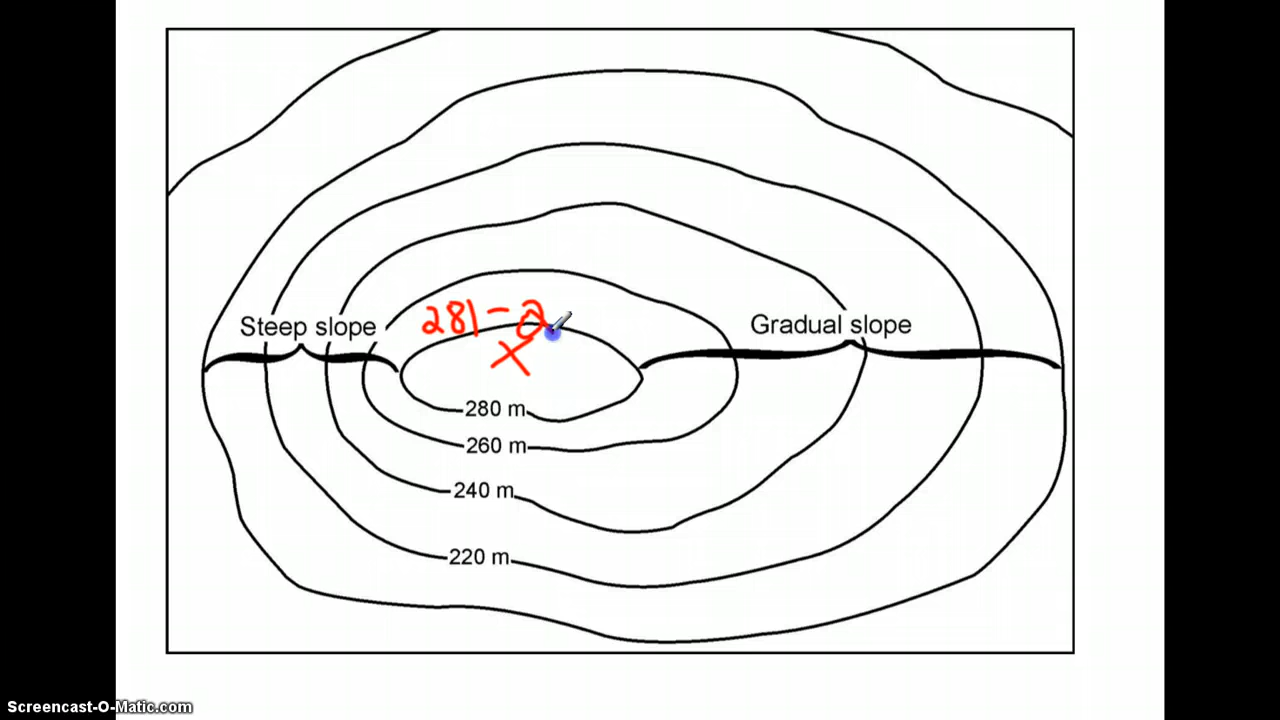 281-2
Steep slope
Gradual slope
X
280 m
260 m
240 m
220 m
Screencast-O-Matic.com